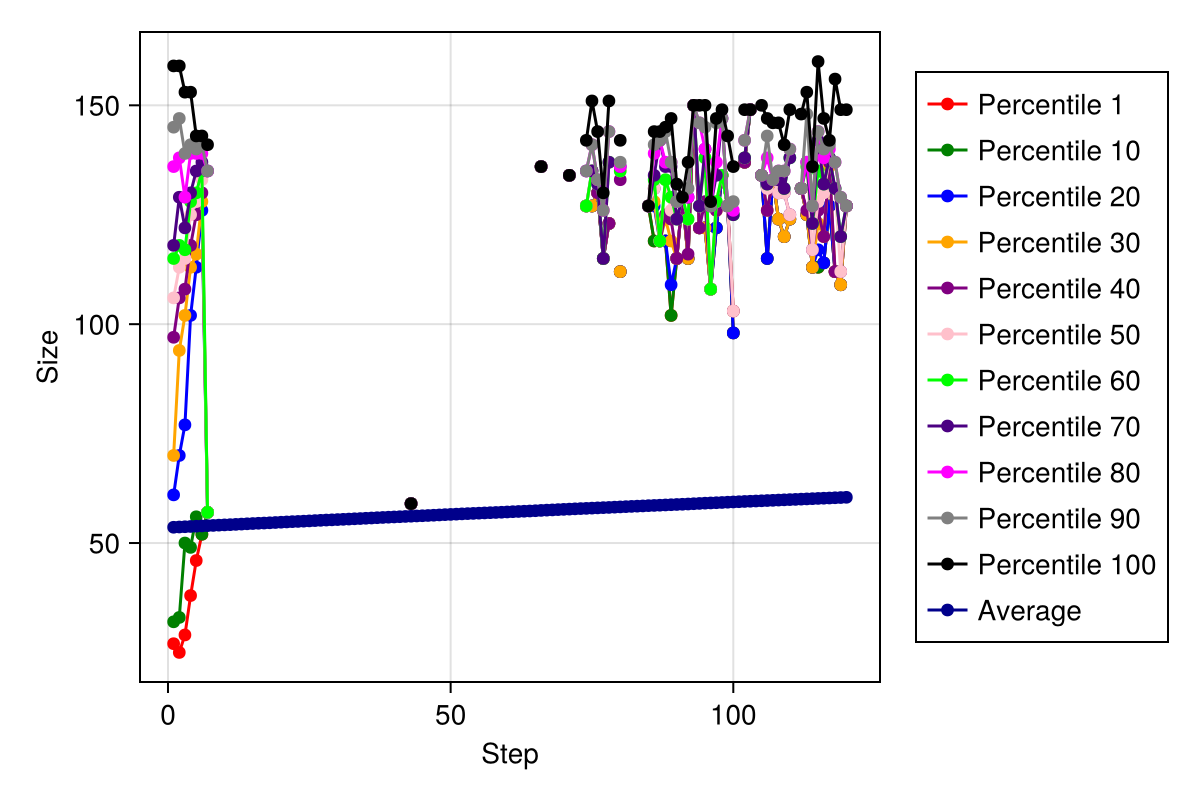 150
100
50
Size
0
50
100
Step
Percentile 1
Percentile 10
Percentile 20
Percentile 30
Percentile 40
Percentile 50
Percentile 60
Percentile 70
Percentile 80
Percentile 90
Percentile 100
Average